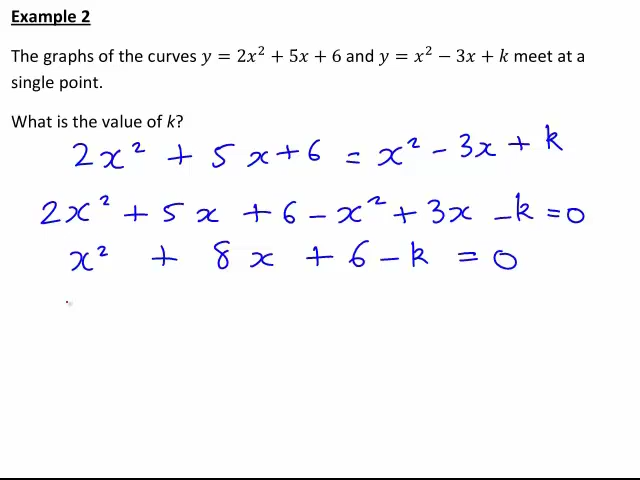 Example 2
The graphs of the curves y = 2x² + 5x + 6 and y = x² − 3x + k meet at a
single point.
What is the value of k?
2x² + 5x + 6 = x² − 3x + k
2x² + 5x + 6 − x² + 3x − k = 0
x² + 8x + 6 − k = 0